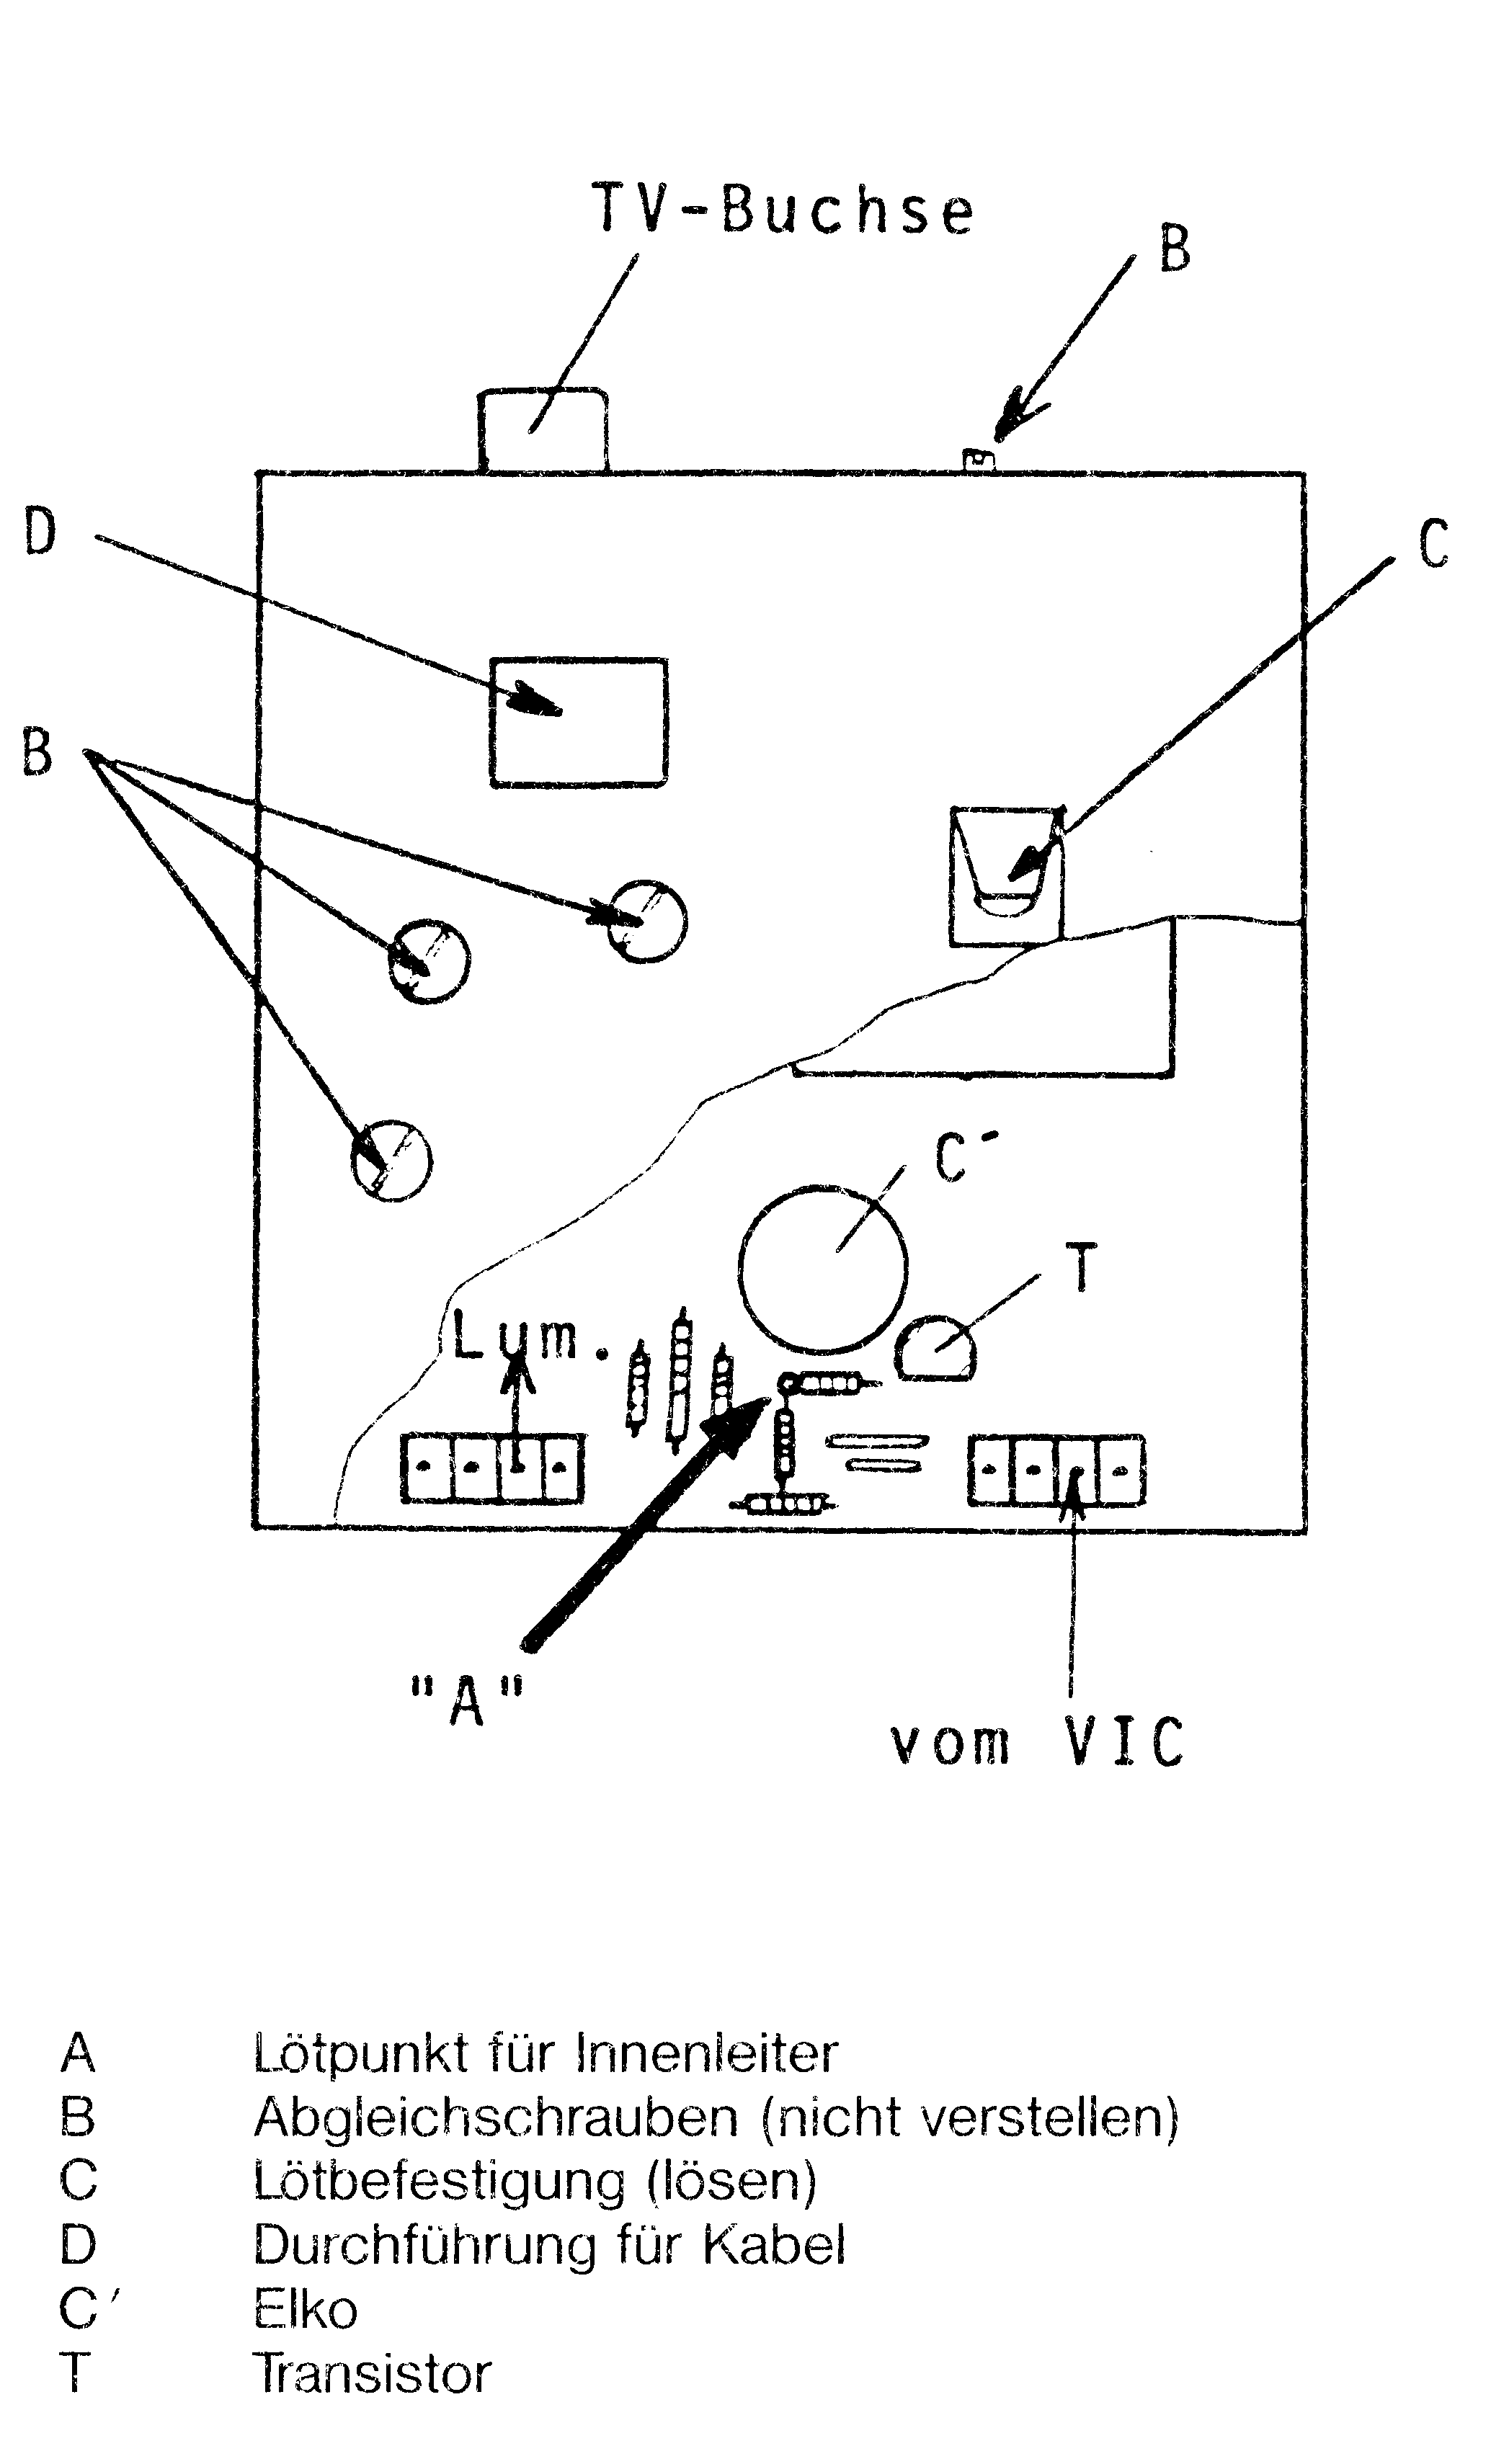 TV-Buchse
B
D
C
B
C'
T
Lum.
"A"
vom VIC
A Lötpunkt für Innenleiter
B Abgleichschrauben (nicht verstellen)
C Lötbefestigung (lösen)
D Durchführung für Kabel
C' Elko
T Transistor